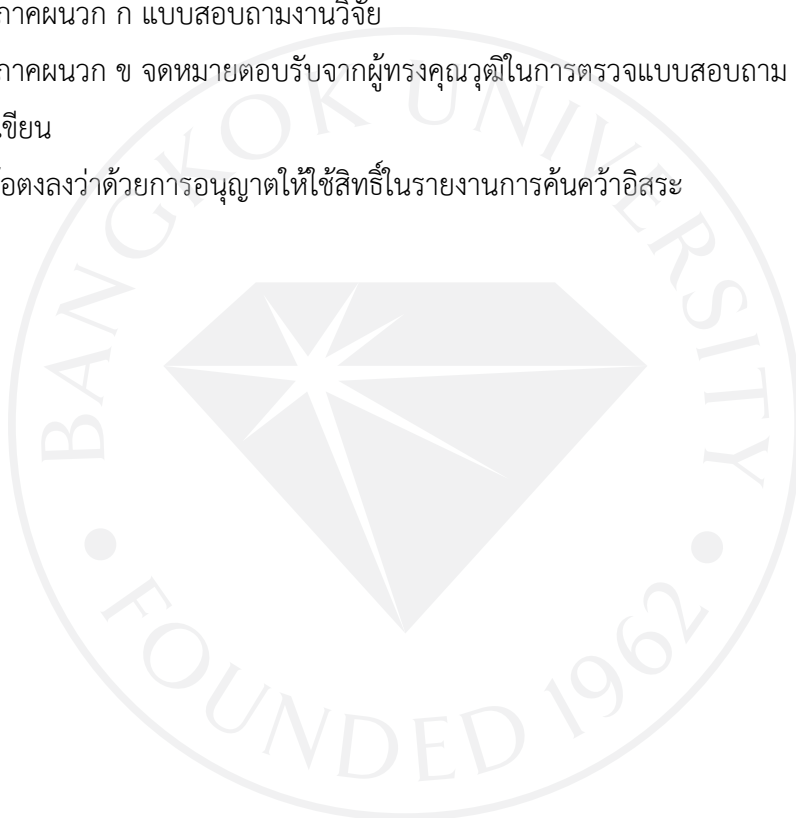 ภาคผนวก ก แบบสอบถามงานวิจัย
ภาคผนวก ข จดหมายตอบรับจากผู้ทรงคุณวุฒิในการตรวจแบบสอบถาม
เขียน
อตงลงว่าด้วยการอนุญาตให้ใช้สิทธิ์ในรายงานการค้นคว้าอิสระ
BANGKOK UNIVERSITY
FOUNDED 1962